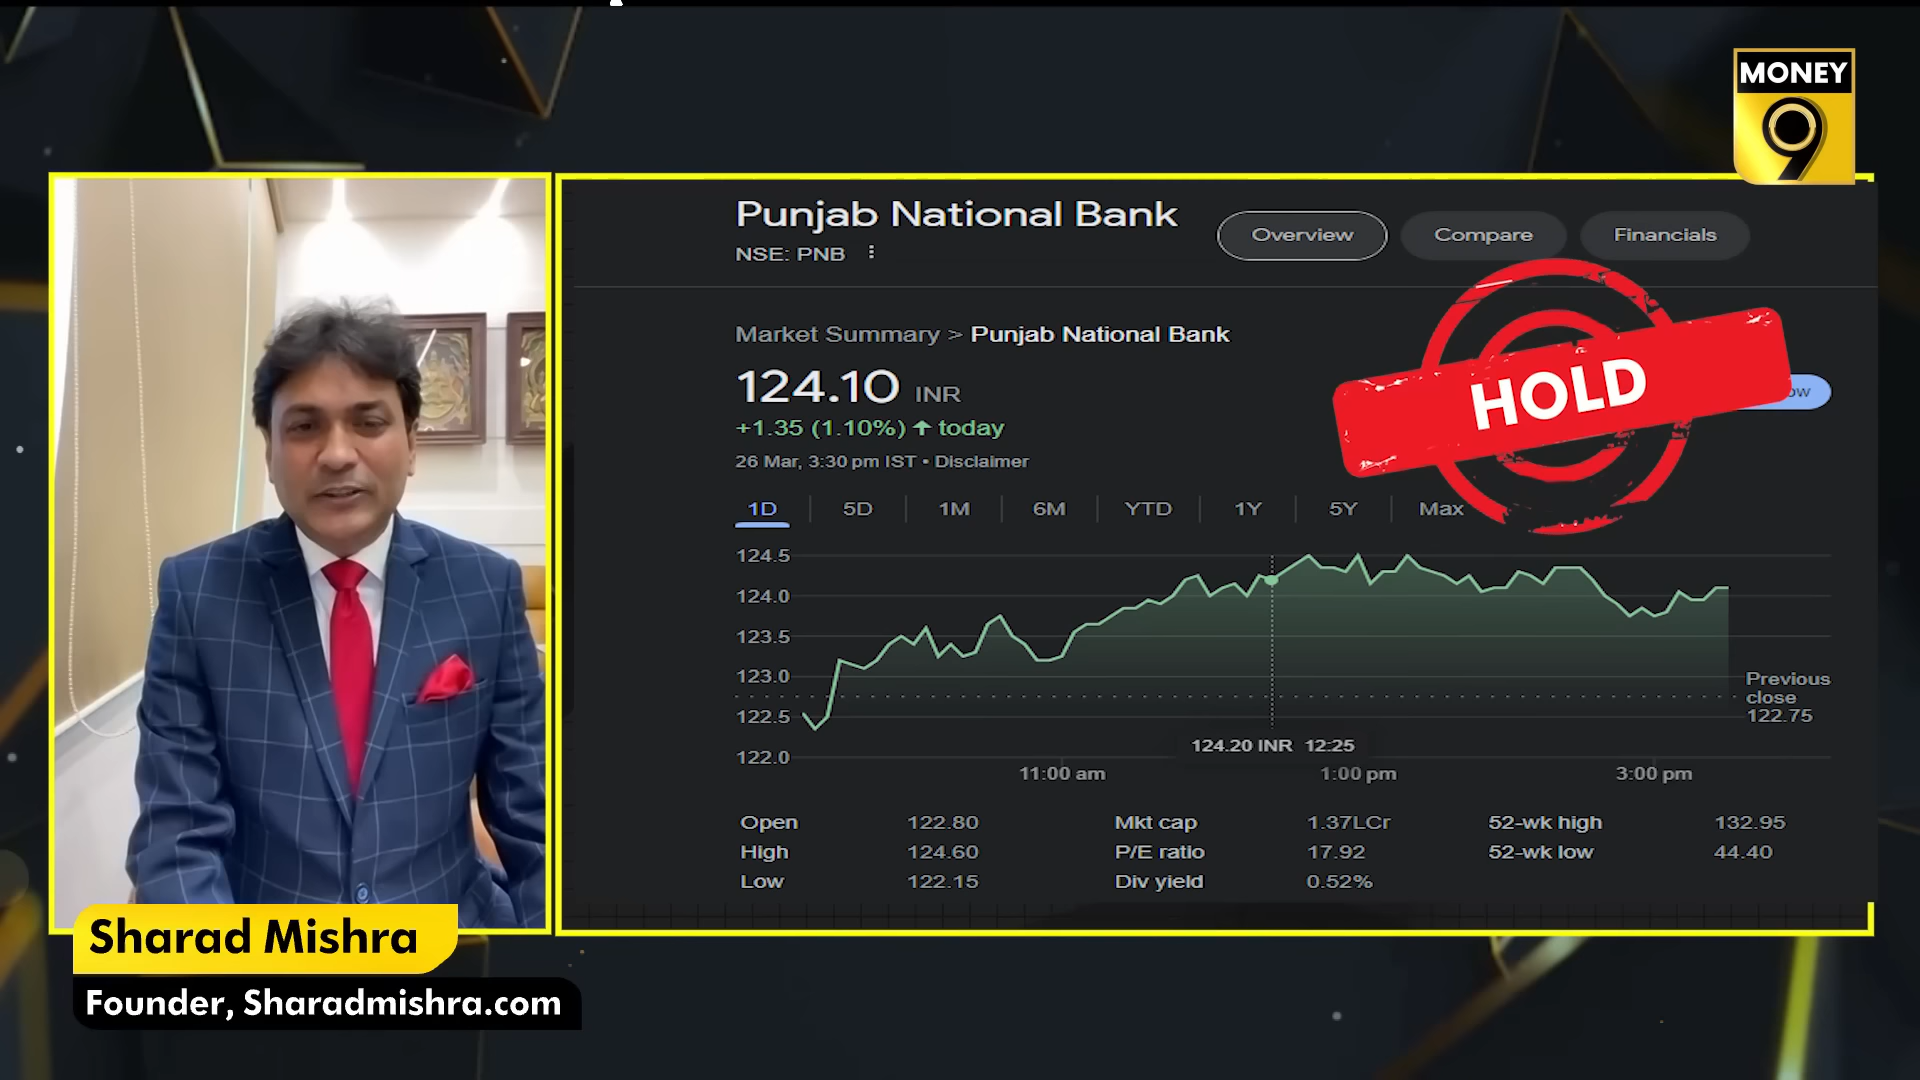 MONEY
9
Punjab National Bank
NSE: PNB
Overview
Compare
Financials
Market Summary > Punjab National Bank
124.10 INR
+1.35 (1.10%) ↑ today
26 Mar, 3:30 pm IST • Disclaimer
HOLD
1D 5D 1M 6M YTD 1Y 5Y Max
124.5
124.0
123.5
123.0
122.5
122.0
Previous
close
122.75
124.20 INR 12:25
11:00 am 1:00 pm 3:00 pm
Open 122.80 Mkt cap 1.37LCr 52-wk high 132.95
High 124.60 P/E ratio 17.92 52-wk low 44.40
Low 122.15 Div yield 0.52%
Sharad Mishra
Founder, Sharadmishra.com